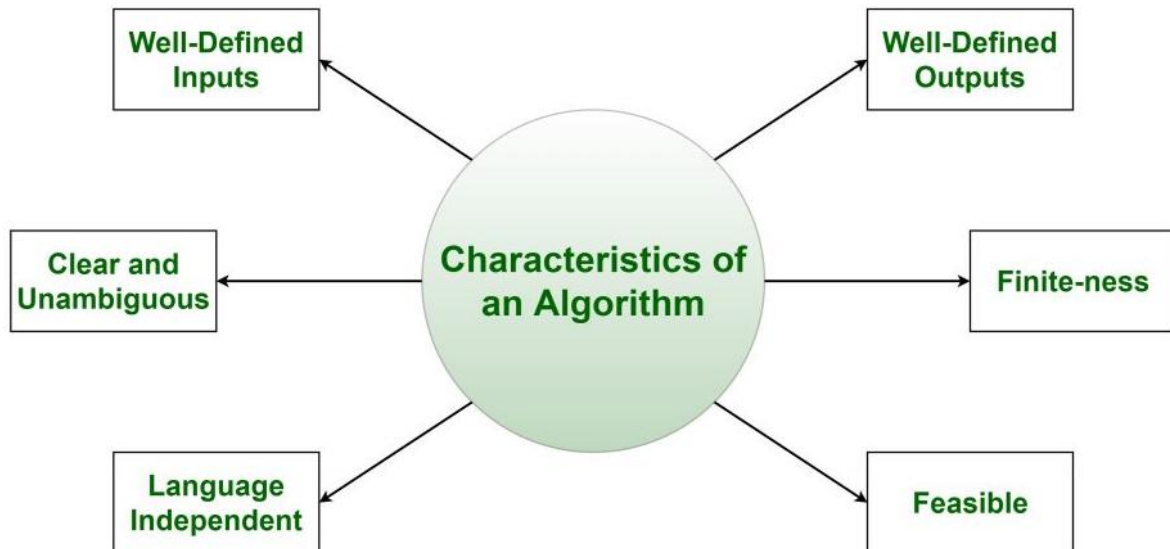 Well-Defined
Inputs
Well-Defined
Outputs
Clear and
Unambiguous
Characteristics of
an Algorithm
Finite-ness
Language
Independent
Feasible